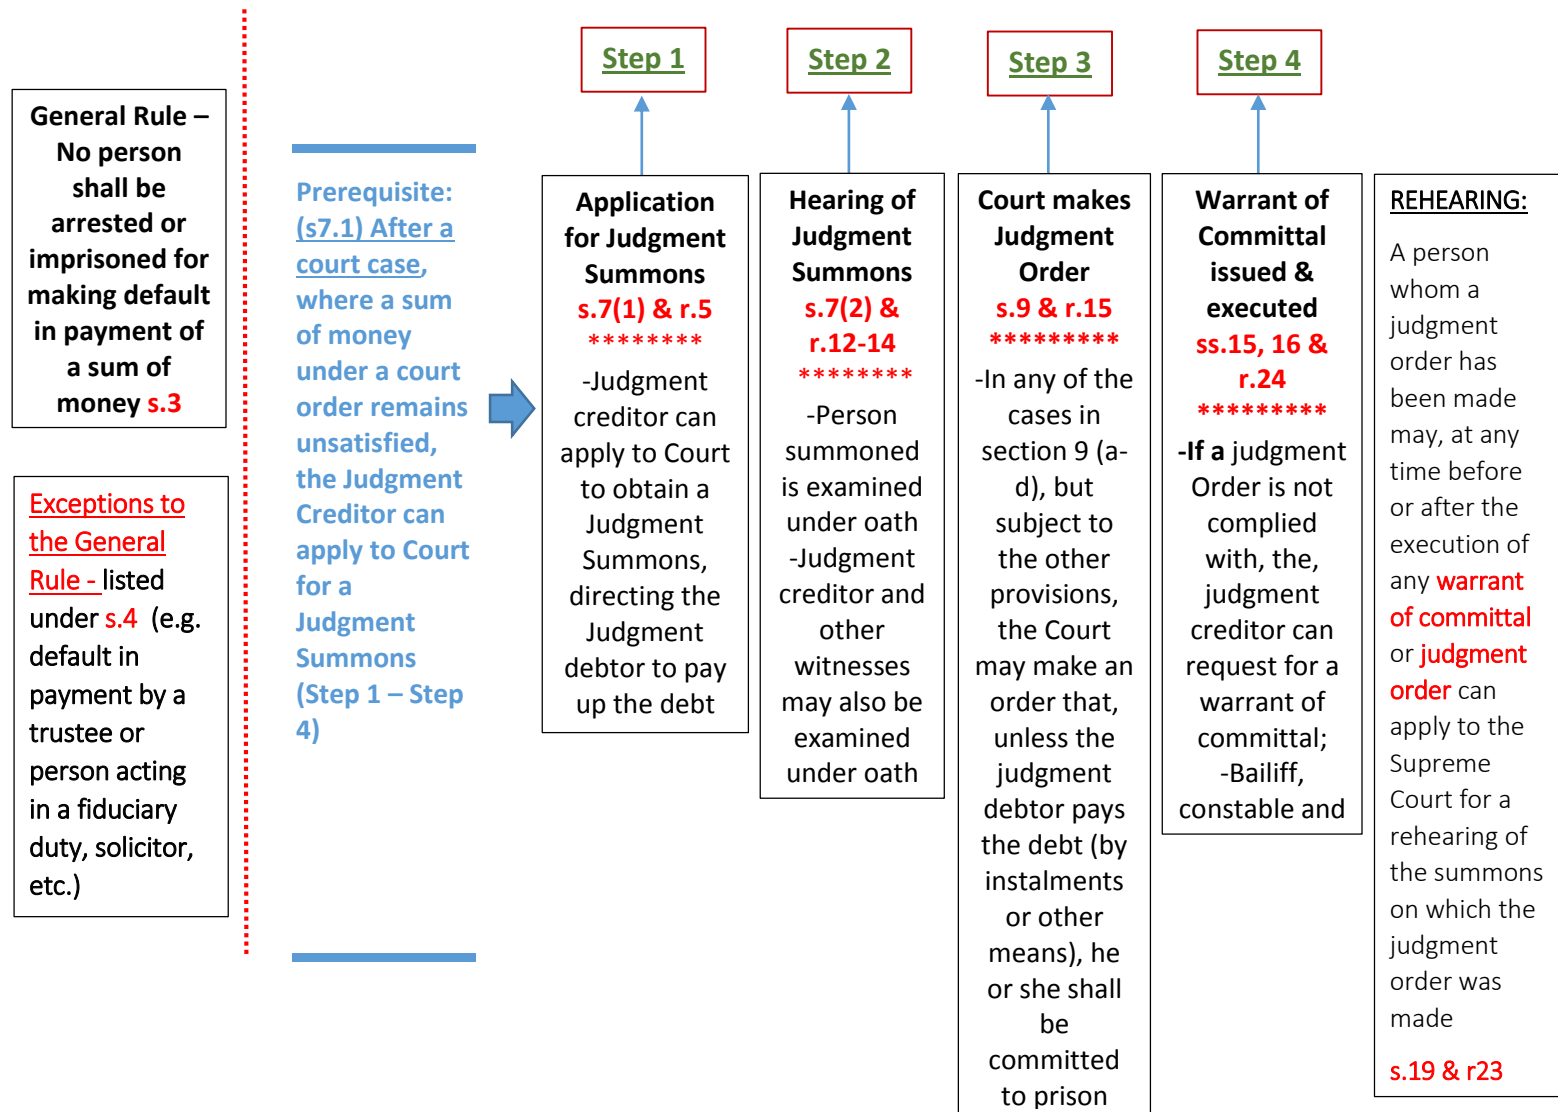 General Rule –
No person
shall be
arrested or
imprisoned for
making default
in payment of
a sum of
money s.3
Exceptions to
the General
Rule - listed
under s.4 (e.g.
default in
payment by a
trustee or
person acting
in a fiduciary
duty, solicitor,
etc.)
Prerequisite:
(s7.1) After a
court case,
where a sum
of money
under a court
order remains
unsatisfied,
the Judgment
Creditor can
apply to Court
for a
Judgment
Summons
(Step 1 – Step
4)
Step 1
Application
for Judgment
Summons
s.7(1) & r.5
********
-Judgment
creditor can
apply to Court
to obtain a
Judgment
Summons,
directing the
Judgment
debtor to pay
up the debt
Step 2
Hearing of
Judgment
Summons
s.7(2) &
r.12-14
********
-Person
summoned
is examined
under oath
-Judgment
creditor and
other
witnesses
may also be
examined
under oath
Step 3
Court makes
Judgment
Order
s.9 & r.15
*********
-In any of the
cases in
section 9 (a-
d), but
subject to
the other
provisions,
the Court
may make an
order that,
unless the
judgment
debtor pays
the debt (by
instalments
or other
means), he
or she shall
be
committed
to prison
Step 4
Warrant of
Committal
issued &
executed
ss.15, 16 &
r.24
*********
-If a judgment
Order is not
complied
with, the,
judgment
creditor can
request for a
warrant of
committal;
-Bailiff,
constable and
REHEARING:
A person
whom a
judgment
order has
been made
may, at any
time before
or after the
execution of
any warrant
of committal
or judgment
order can
apply to the
Supreme
Court for a
rehearing of
the summons
on which the
judgment
order was
made
s.19 & r23